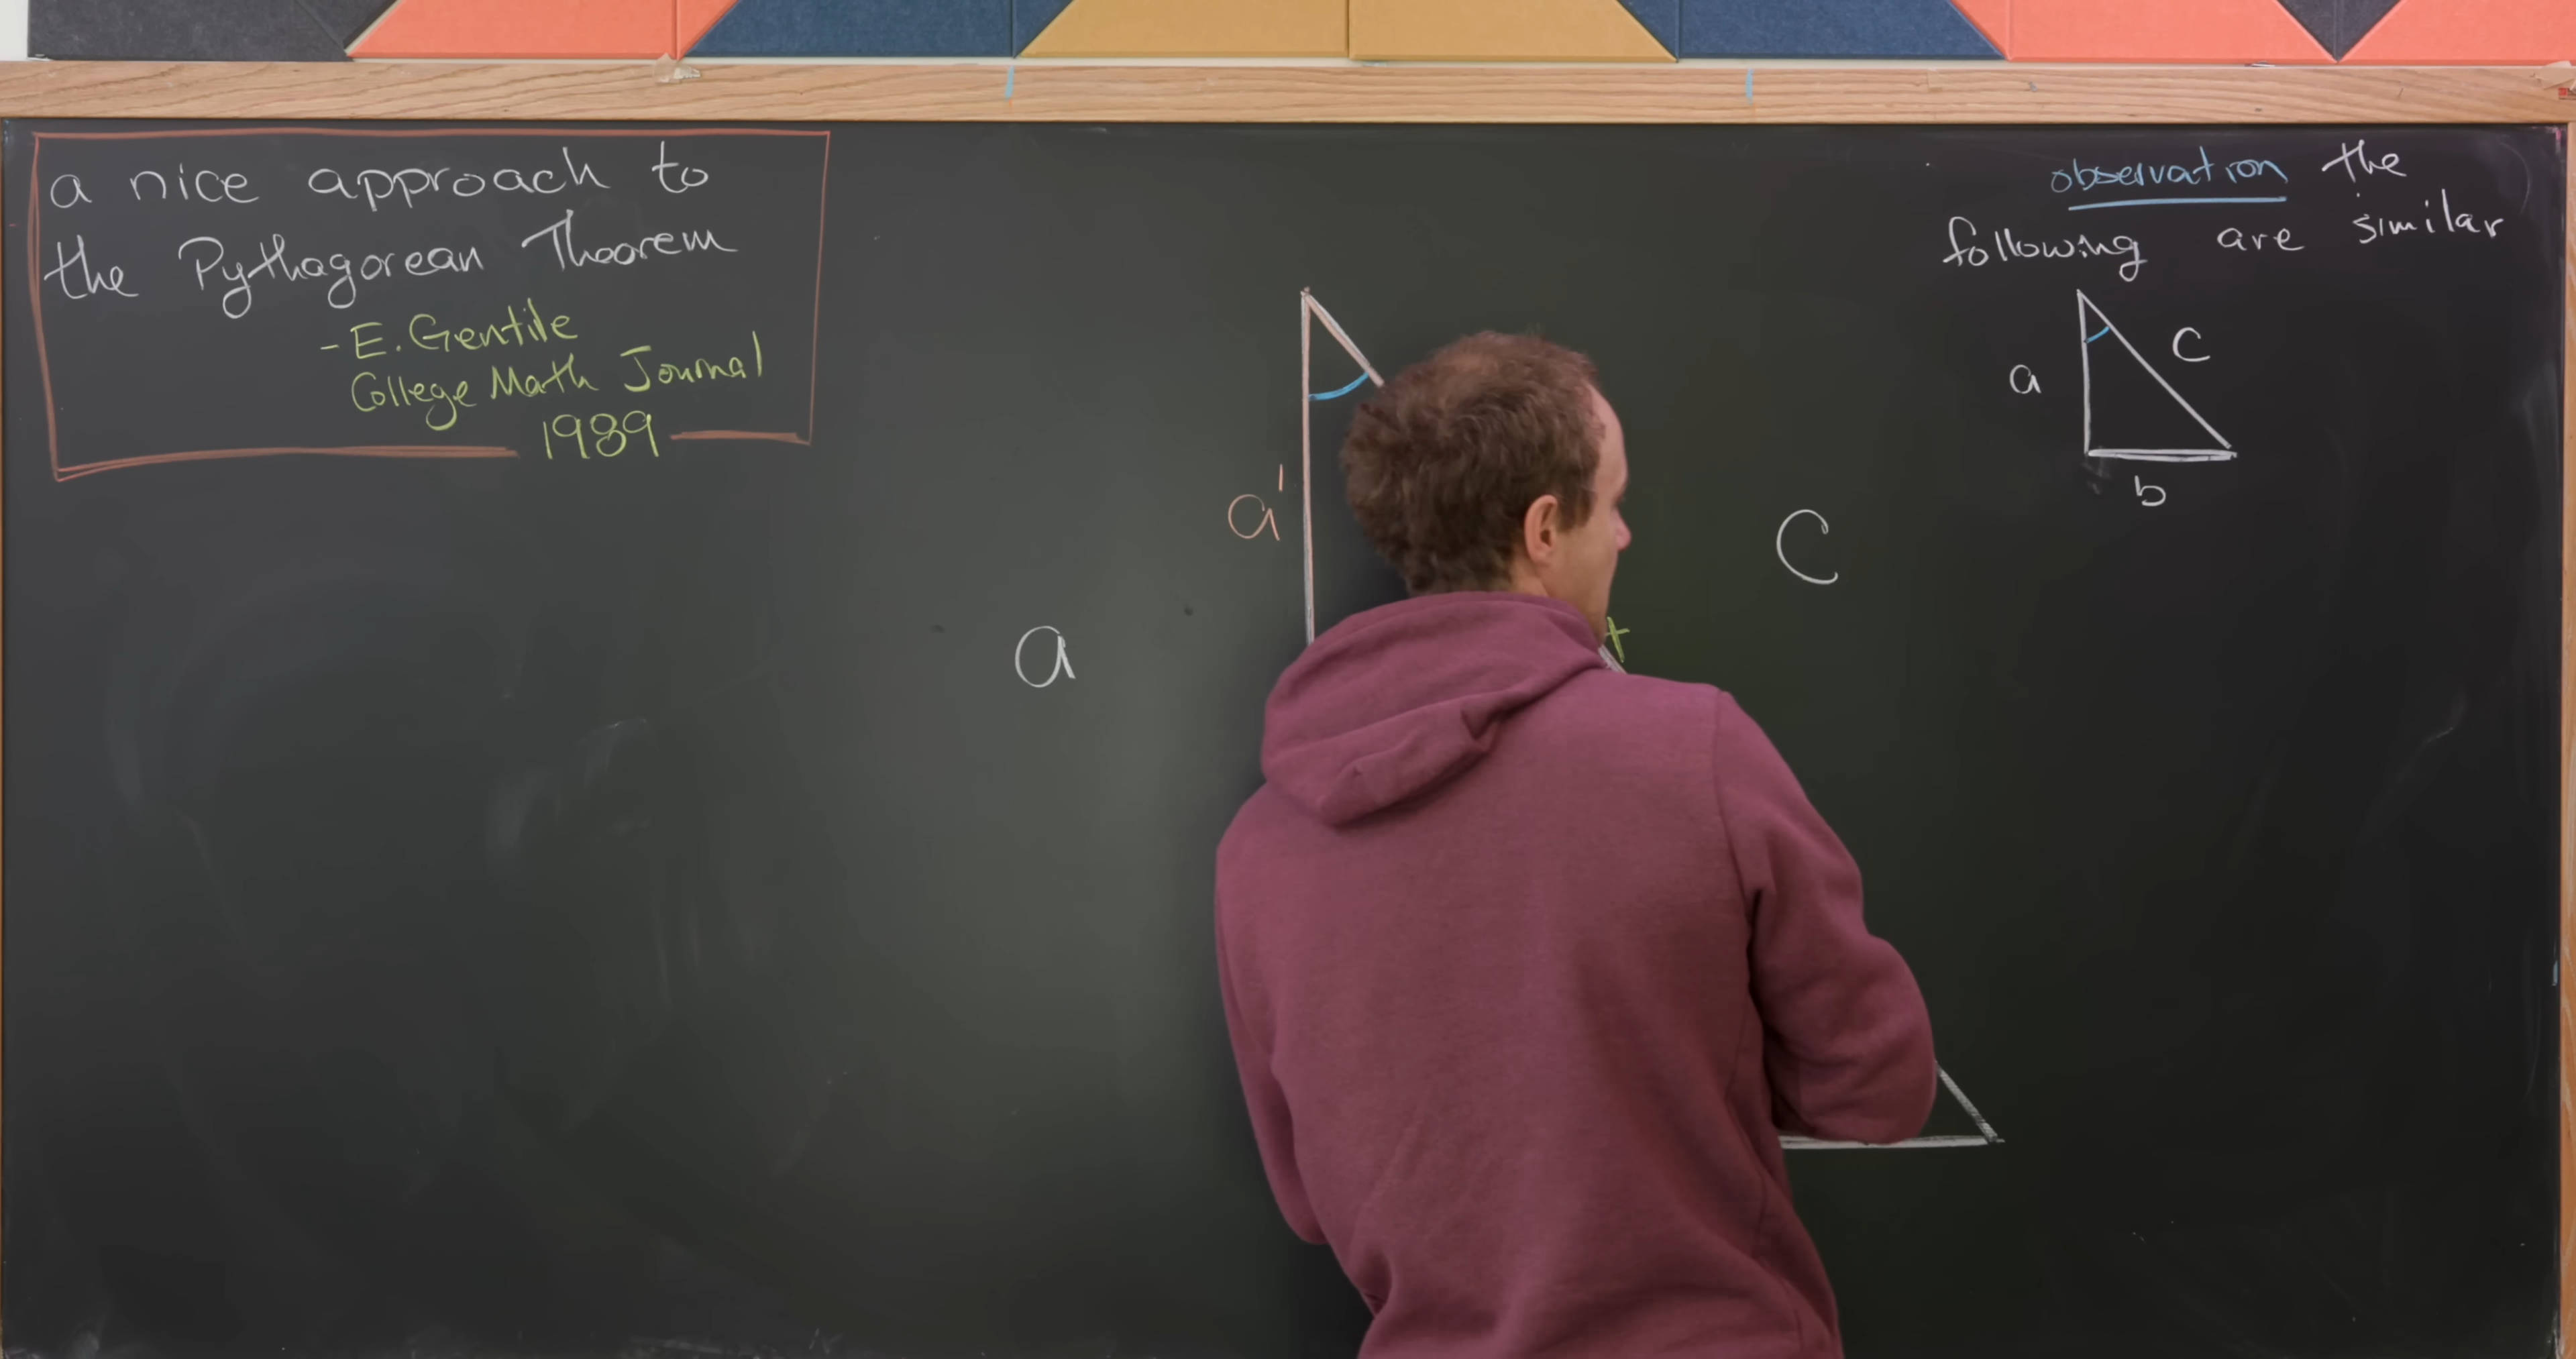 a nice approach to
the Pythagorean Theorem
- E. Gentile
College Math Journal
1989
observation the
following are similar
a
c
b
a'
c
a
+